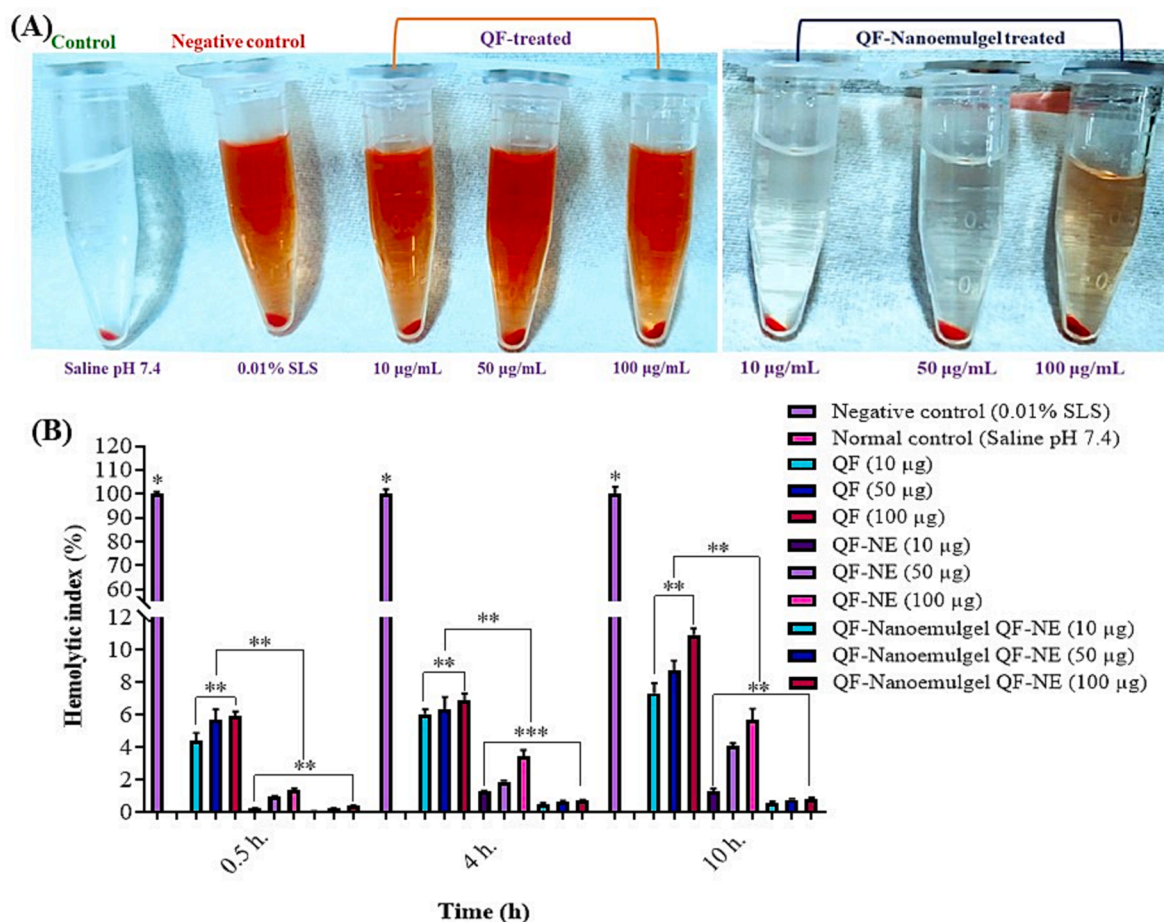 (A)
Control
Negative control
QF-treated
QF-Nanoemulgel treated
Saline pH 7.4
0.01% SLS
10 µg/mL
50 µg/mL
100 µg/mL
10 µg/mL
50 µg/mL
100 µg/mL
(B)
Hemolytic index (%)
120
110
100
90
80
70
60
12
10
8
6
4
2
0
*
**
**
**
*
**
**
***
*
**
**
**
0.5 h.
4 h.
10 h.
Time (h)
Negative control (0.01% SLS)
Normal control (Saline pH 7.4)
QF (10 µg)
QF (50 µg)
QF (100 µg)
QF-NE (10 µg)
QF-NE (50 µg)
QF-NE (100 µg)
QF-Nanoemulgel QF-NE (10 µg)
QF-Nanoemulgel QF-NE (50 µg)
QF-Nanoemulgel QF-NE (100 µg)